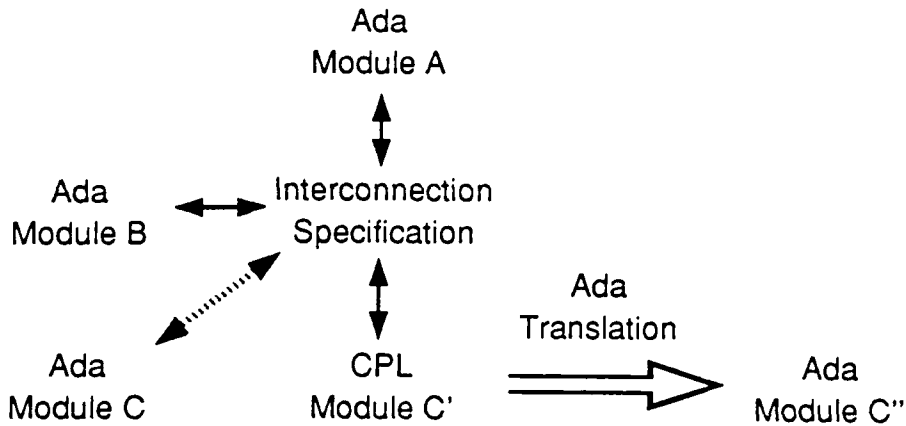 Ada
Module A
Ada
Module B
Interconnection
Specification
Ada
Translation
Ada
Module C
CPL
Module C'
Ada
Module C"